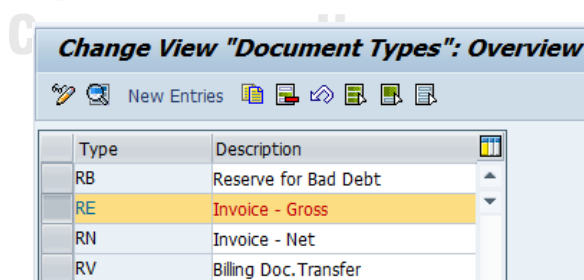 Change View "Document Types": Overview
New Entries
Type Description
RB Reserve for Bad Debt
RE Invoice - Gross
RN Invoice - Net
RV Billing Doc.Transfer